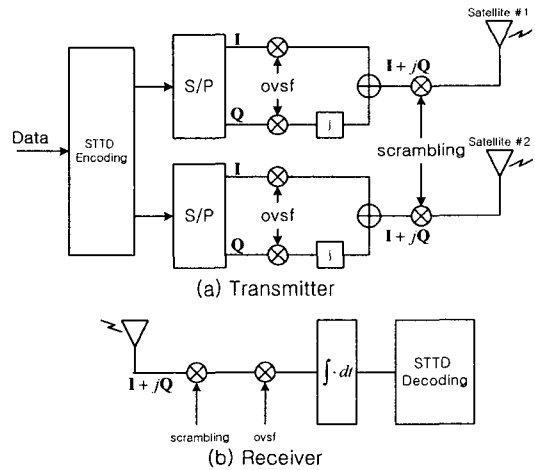 Satellite #1
I
I + jQ
S/P
ovsf
Q
j
Data
STTD
Encoding
scrambling
Satellite #2
I
S/P
ovsf
I + jQ
Q
j
(a) Transmitter
I + jQ
∫· dt
STTD
Decoding
scrambling
ovsf
(b) Receiver